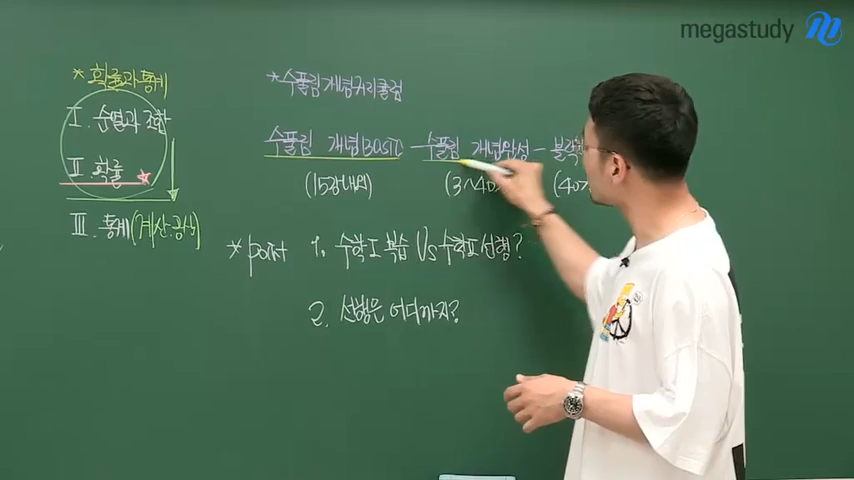 megastudy
* 확률과 통계
I. 순열과 조합
II 확률
III. 통계(계산.공식)
* 수풀림 개념커리큘럼
수풀림 개념BASIC - 수풀림 개념완성 - 블랙
(15강내외) (3~40 (40
* point 1. 수학I 복습 Vs 수학II 선행?
2. 선행은 어디까지?